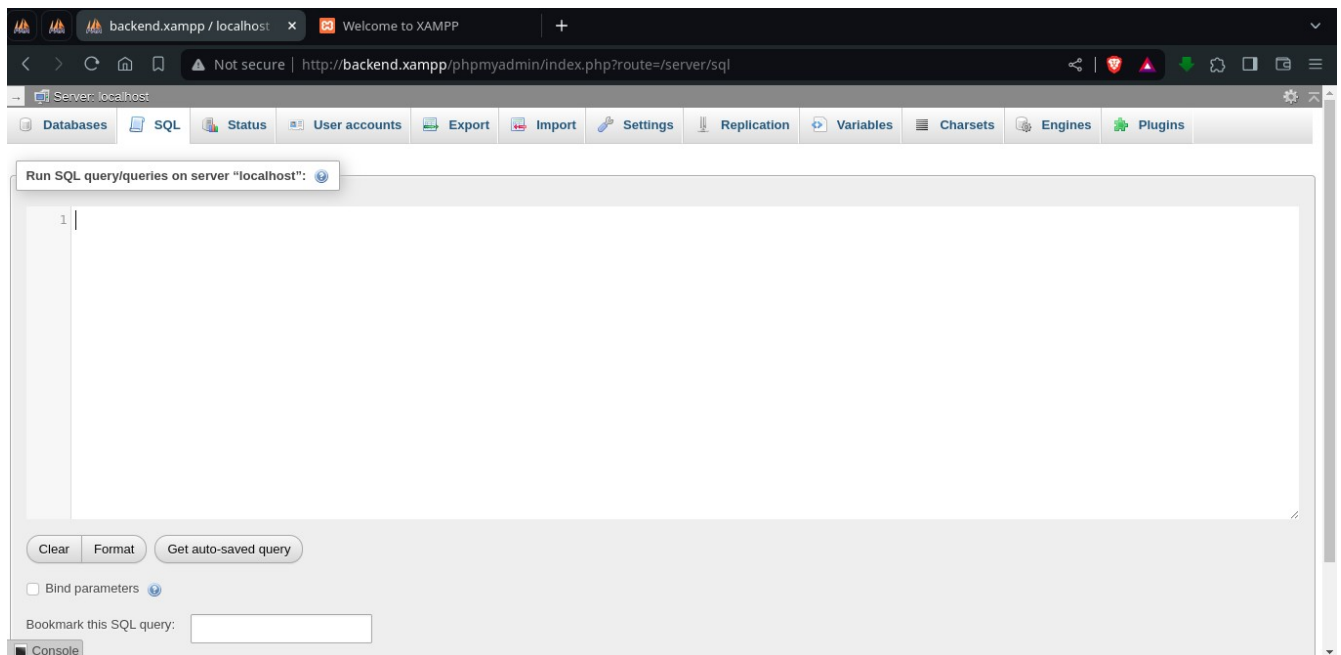 backend.xampp / localhost
Welcome to XAMPP
Not secure | http://backend.xampp/phpmyadmin/index.php?route=/server/sql
Server: localhost
Databases SQL Status User accounts Export Import Settings Replication Variables Charsets Engines Plugins
Run SQL query/queries on server “localhost”:
1
Clear Format Get auto-saved query
Bind parameters
Bookmark this SQL query:
Console